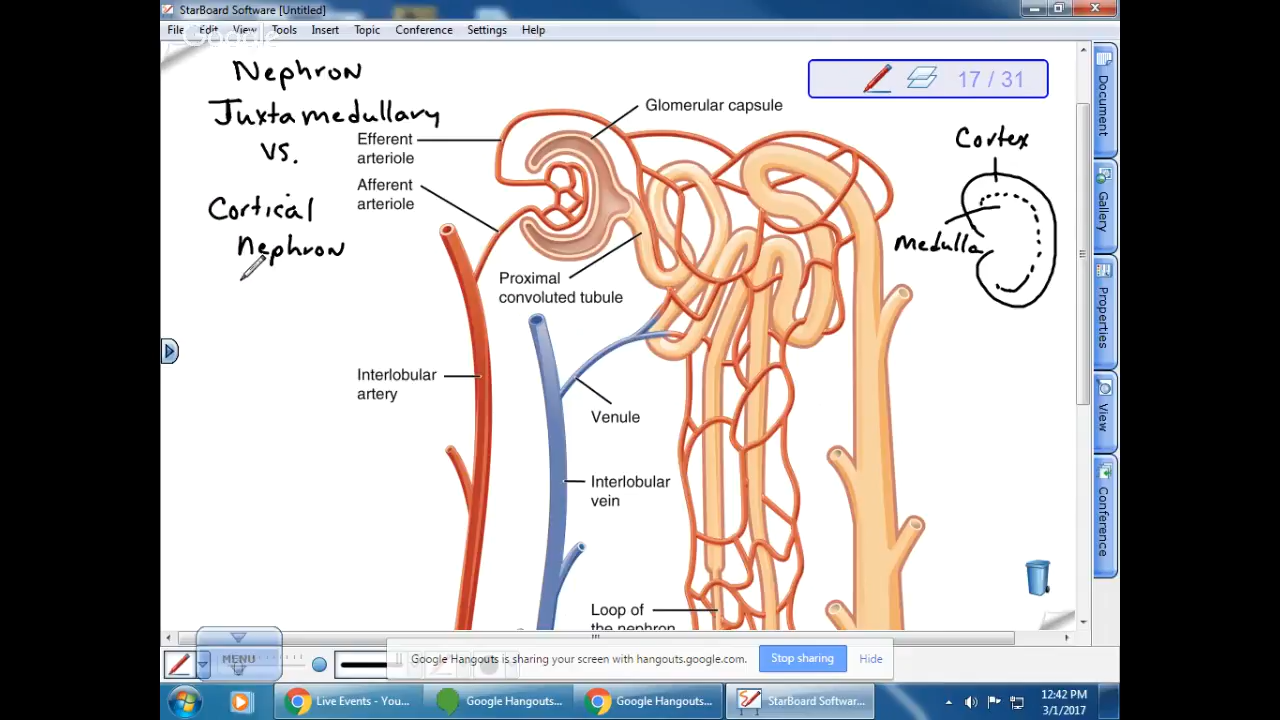 StarBoard Software [Untitled]
File Edit View Tools Insert Topic Conference Settings Help
Google
Nephron
Juxtamedullary
vs.
Cortical
nephron
17 / 31
Glomerular capsule
Efferent
arteriole
Afferent
arteriole
Proximal
convoluted tubule
Interlobular
artery
Venule
Interlobular
vein
Loop of
the nephron
Cortex
Medulla
Document
Gallery
Properties
View
Conference
MENU
Google Hangouts is sharing your screen with hangouts.google.com.
Stop sharing
Hide
Live Events - You...
Google Hangouts...
Google Hangouts...
StarBoard Softwar...
12:42 PM
3/1/2017